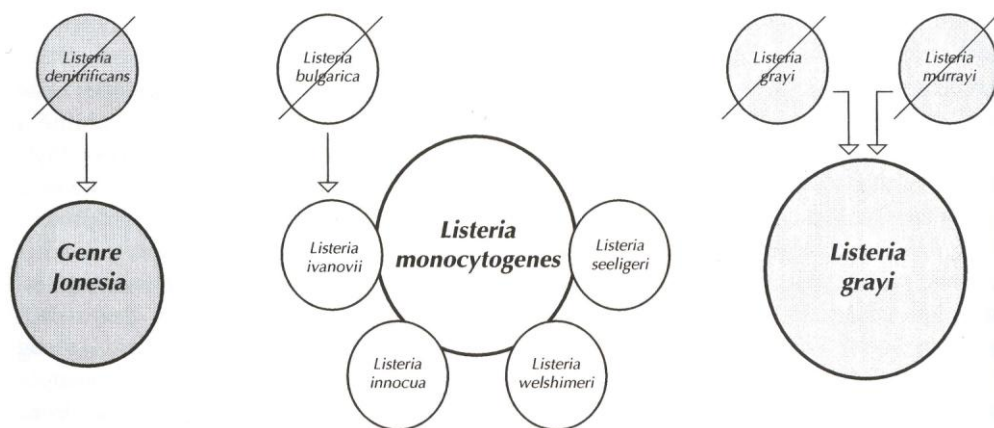 Listeria
denitrificans
Listeria
bulgarica
Listeria
grayi
Listeria
murrayi
Genre
Jonesia
Listeria
ivanovii
Listeria
monocytogenes
Listeria
seeligeri
Listeria
innocua
Listeria
welshimeri
Listeria
grayi